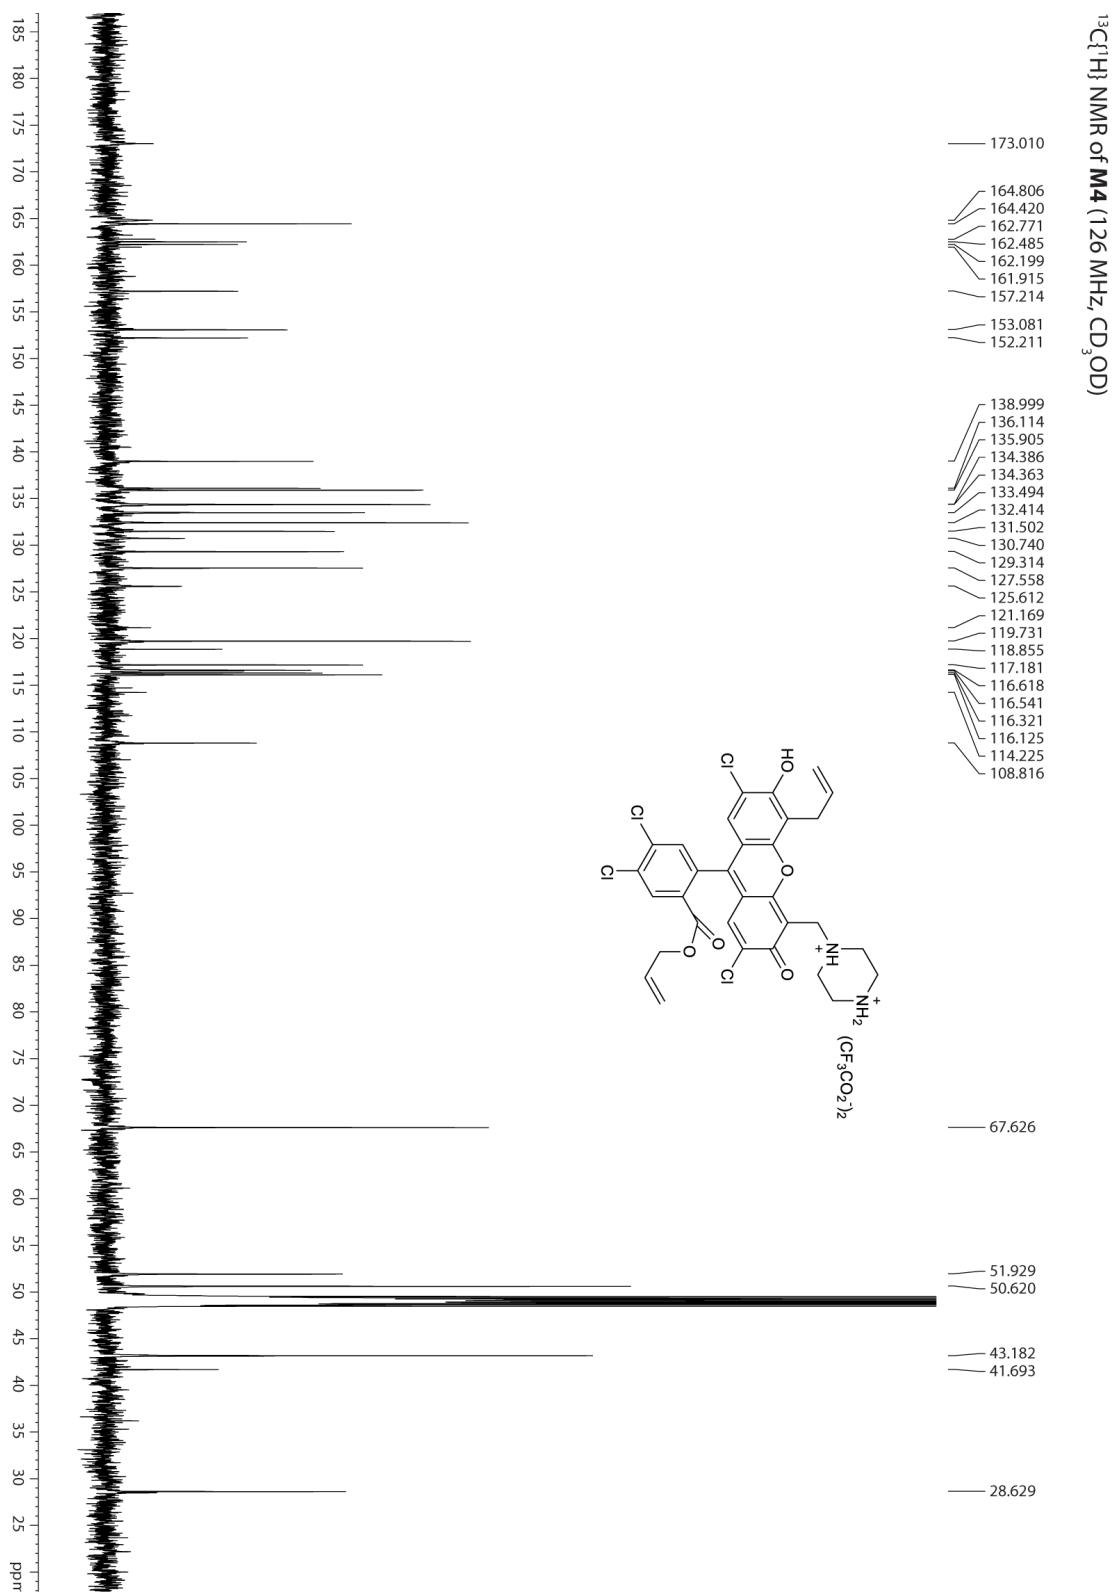 ¹³C{¹H} NMR of M4 (126 MHz, CD₃OD)
173.010
164.806
164.420
162.771
162.485
162.199
161.915
157.214
153.081
152.211
138.999
136.114
135.905
134.386
134.363
133.494
132.414
131.502
130.740
129.314
127.558
125.612
121.169
119.731
118.855
117.181
116.618
116.541
116.321
116.125
114.225
108.816
67.626
51.929
50.620
43.182
41.693
28.629
HO
Cl
O
O
Cl
Cl
Cl
O
O
NH
+
NH₂
+
(CF₃CO₂⁻)₂
185 180 175 170 165 160 155 150 145 140 135 130 125 120 115 110 105 100 95 90 85 80 75 70 65 60 55 50 45 40 35 30 25 ppm